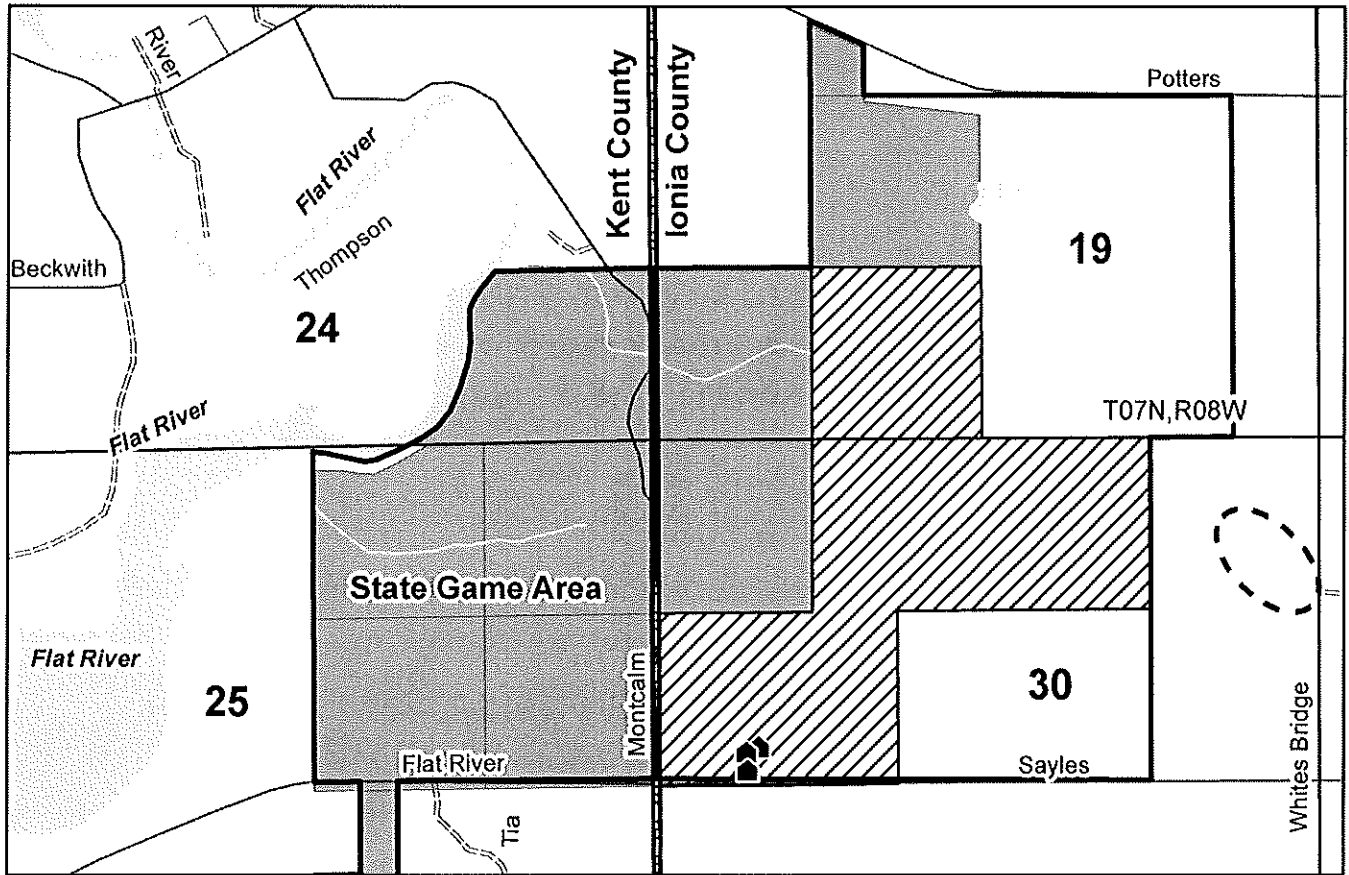 River
Potters
Kent County
Ionia County
Flat River
Thompson
19
Beckwith
24
T07N,R08W
Flat River
State Game Area
Flat River
25
Montcalm
30
Flat River
Sayles
Whites Bridge
Tia